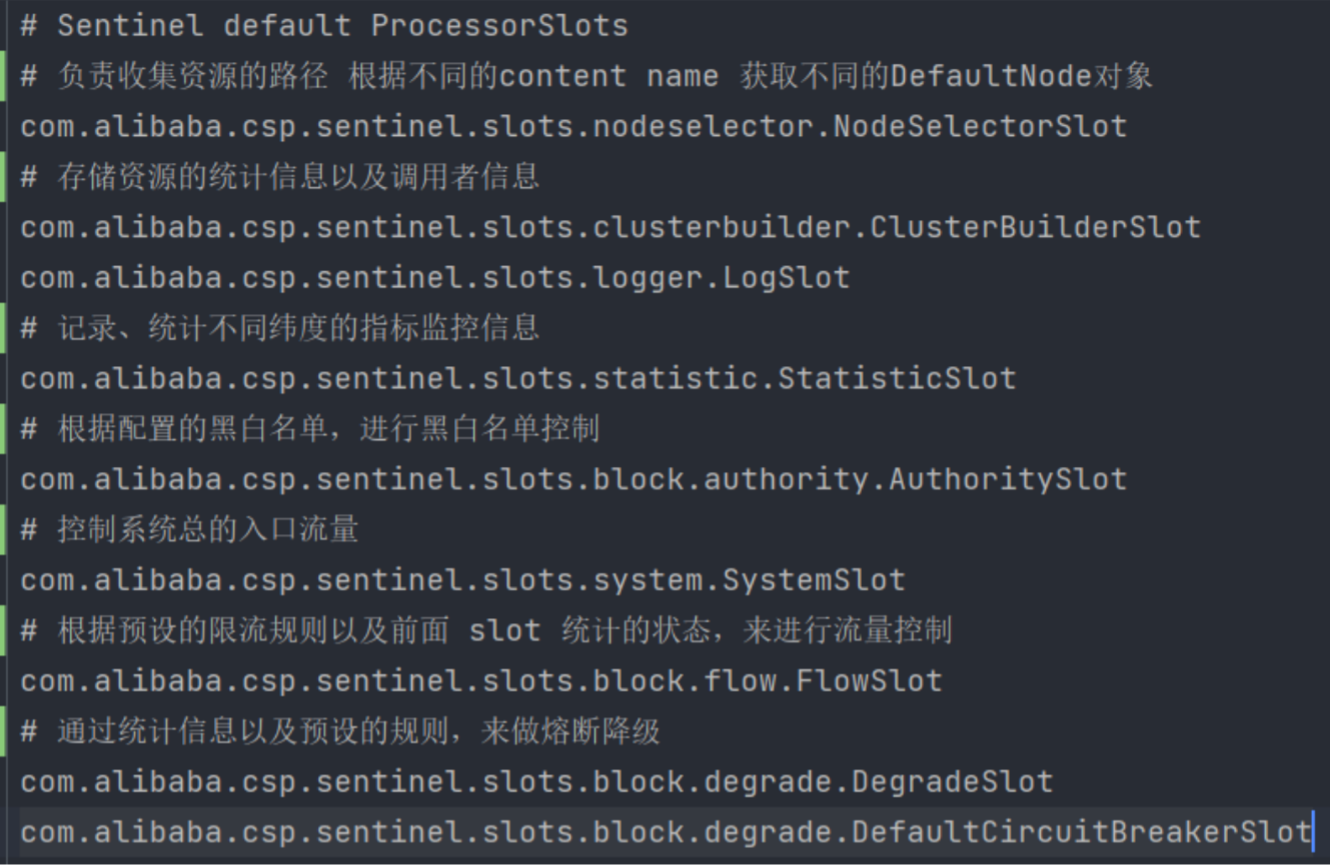 # Sentinel default ProcessorSlots
# 负责收集资源的路径 根据不同的content name 获取不同的DefaultNode对象
com.alibaba.csp.sentinel.slots.nodeselector.NodeSelectorSlot
# 存储资源的统计信息以及调用者信息
com.alibaba.csp.sentinel.slots.clusterbuilder.ClusterBuilderSlot
com.alibaba.csp.sentinel.slots.logger.LogSlot
# 记录、统计不同纬度的指标监控信息
com.alibaba.csp.sentinel.slots.statistic.StatisticSlot
# 根据配置的黑白名单，进行黑白名单控制
com.alibaba.csp.sentinel.slots.block.authority.AuthoritySlot
# 控制系统总的入口流量
com.alibaba.csp.sentinel.slots.system.SystemSlot
# 根据预设的限流规则以及前面 slot 统计的状态，来进行流量控制
com.alibaba.csp.sentinel.slots.block.flow.FlowSlot
# 通过统计信息以及预设的规则，来做熔断降级
com.alibaba.csp.sentinel.slots.block.degrade.DegradeSlot
com.alibaba.csp.sentinel.slots.block.degrade.DefaultCircuitBreakerSlot